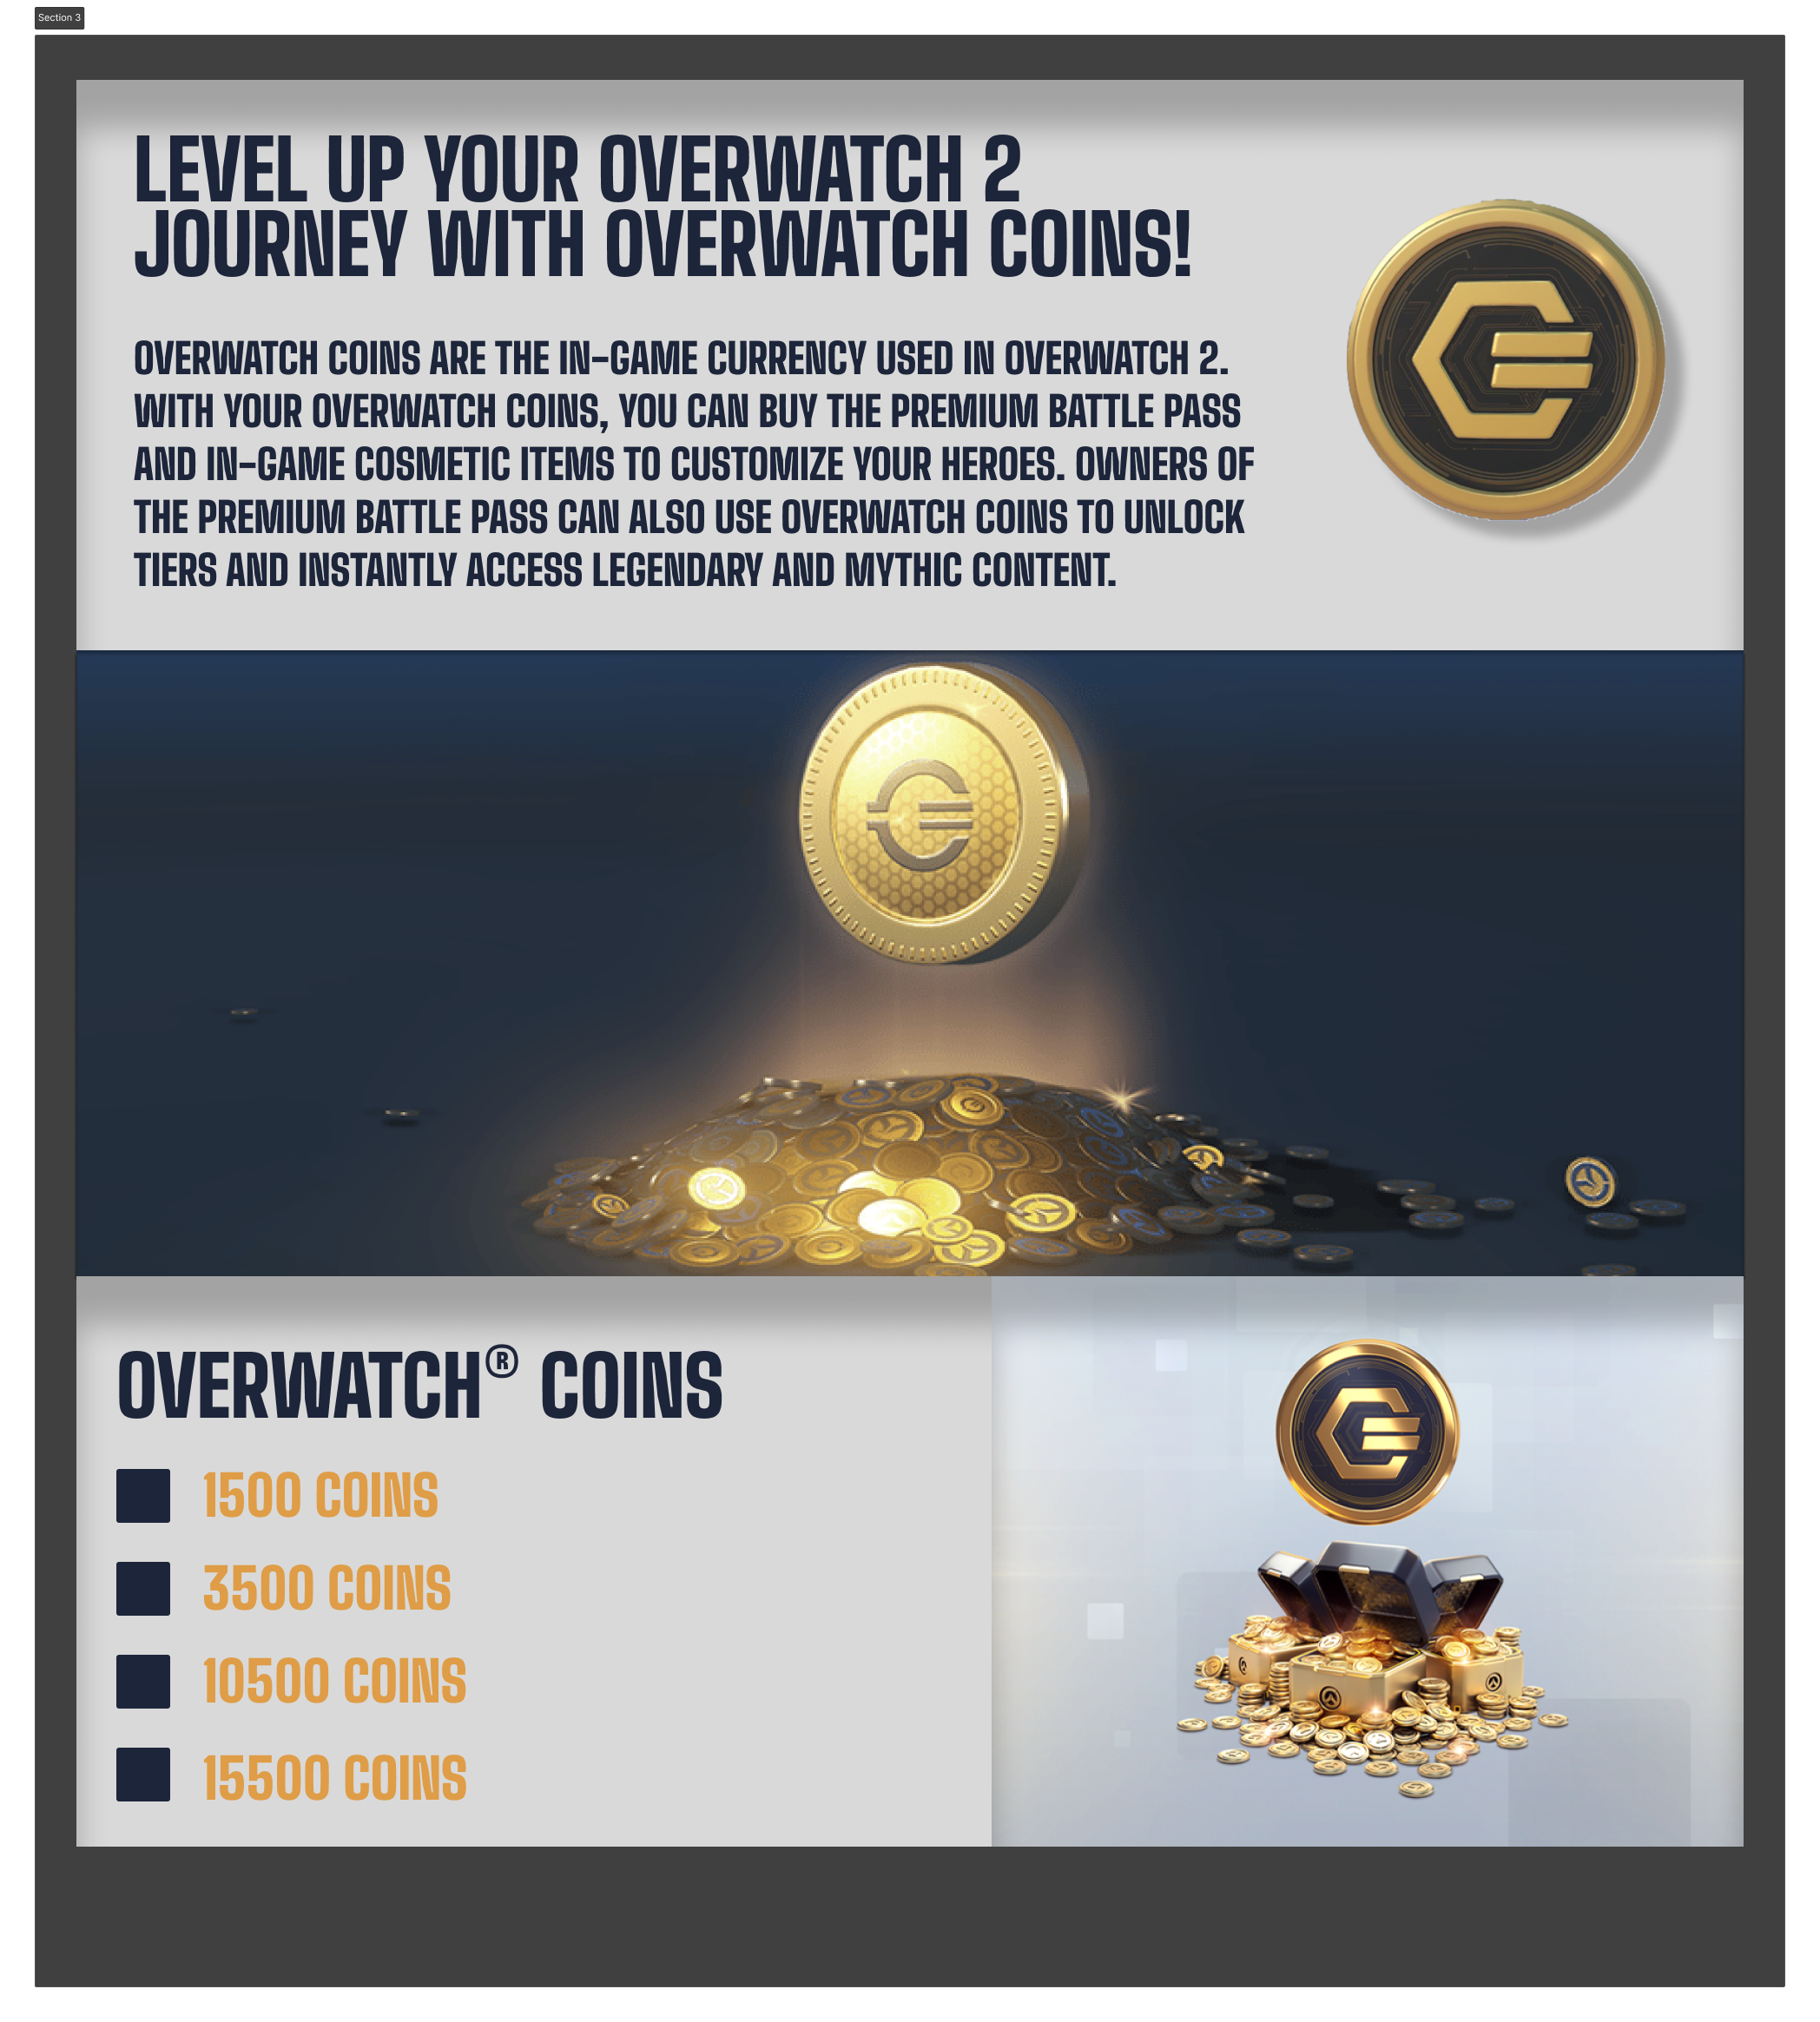 Section 3
LEVEL UP YOUR OVERWATCH 2
JOURNEY WITH OVERWATCH COINS!
OVERWATCH COINS ARE THE IN-GAME CURRENCY USED IN OVERWATCH 2.
WITH YOUR OVERWATCH COINS, YOU CAN BUY THE PREMIUM BATTLE PASS
AND IN-GAME COSMETIC ITEMS TO CUSTOMIZE YOUR HEROES. OWNERS OF
THE PREMIUM BATTLE PASS CAN ALSO USE OVERWATCH COINS TO UNLOCK
TIERS AND INSTANTLY ACCESS LEGENDARY AND MYTHIC CONTENT.
OVERWATCH® COINS
1500 COINS
3500 COINS
10500 COINS
15500 COINS